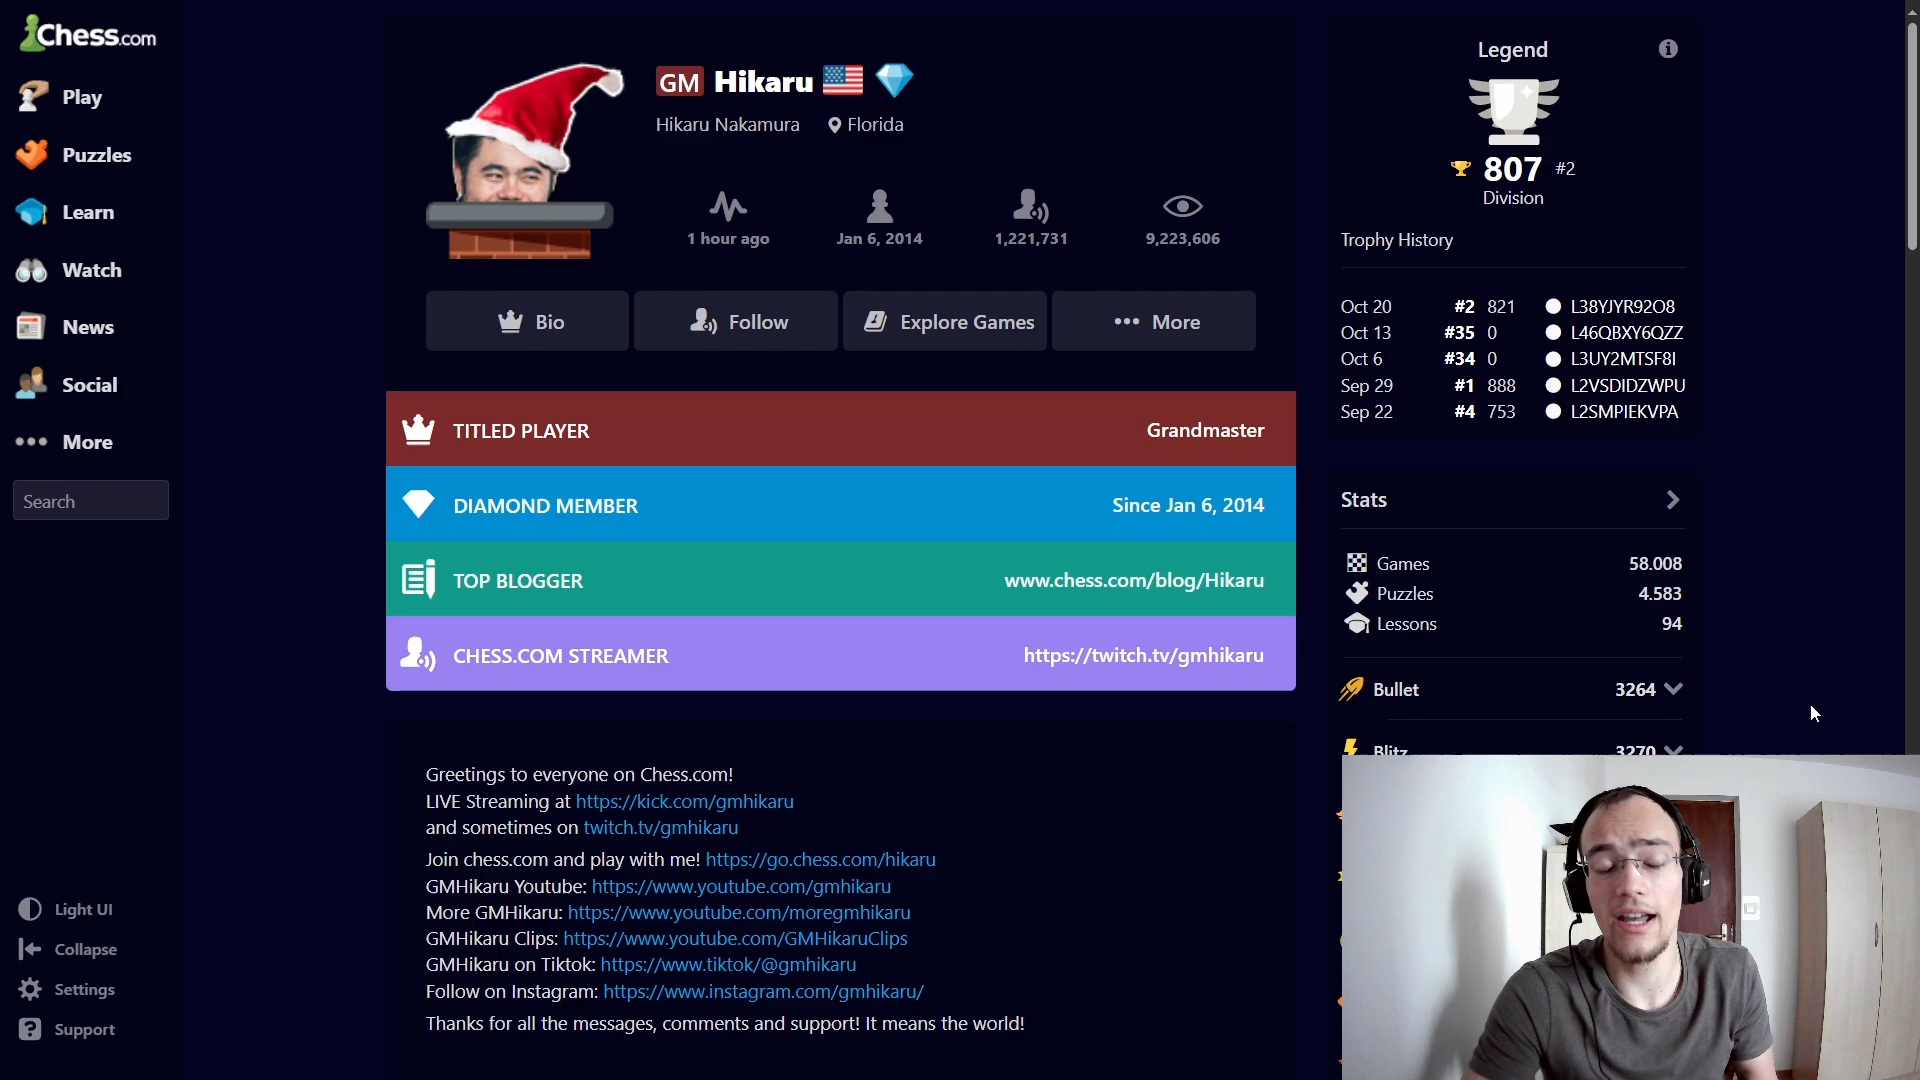 Chess.com
Play
Puzzles
Learn
Watch
News
Social
More
Search
Light UI
Collapse
Settings
Support
GM Hikaru
Hikaru Nakamura Florida
1 hour ago Jan 6, 2014 1,221,731 9,223,606
Bio Follow Explore Games More
TITLED PLAYER Grandmaster
DIAMOND MEMBER Since Jan 6, 2014
TOP BLOGGER www.chess.com/blog/Hikaru
CHESS.COM STREAMER https://twitch.tv/gmhikaru
Greetings to everyone on Chess.com!
LIVE Streaming at https://kick.com/gmhikaru
and sometimes on twitch.tv/gmhikaru
Join chess.com and play with me! https://go.chess.com/hikaru
GMHikaru Youtube: https://www.youtube.com/gmhikaru
More GMHikaru: https://www.youtube.com/moregmhikaru
GMHikaru Clips: https://www.youtube.com/GMHikaruClips
GMHikaru on Tiktok: https://www.tiktok/@gmhikaru
Follow on Instagram: https://www.instagram.com/gmhikaru/
Thanks for all the messages, comments and support! It means the world!
Legend
807 #2
Division
Trophy History
Oct 20 #2 821 L38YJYR92O8
Oct 13 #35 0 L46QBXY6QZZ
Oct 6 #34 0 L3UY2MTSF8I
Sep 29 #1 888 L2VSDIDZWPU
Sep 22 #4 753 L2SMPIEKVPA
Stats
Games 58.008
Puzzles 4.583
Lessons 94
Bullet 3264
Blitz 3270